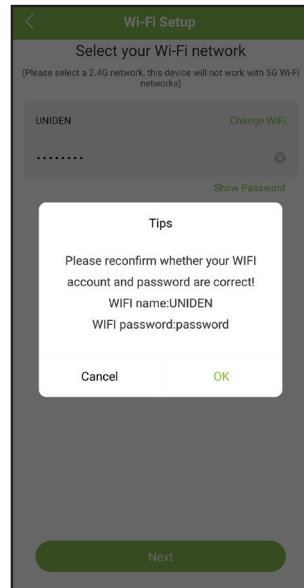 Wi-Fi Setup
Select your Wi-Fi network
(Please select a 2.4G network, this device will not work with 5G Wi-Fi
networks)
UNIDEN Change WiFi
········
Show Password
Tips
Please reconfirm whether your WIFI
account and password are correct!
WIFI name:UNIDEN
WIFI password:password
Cancel OK
Next